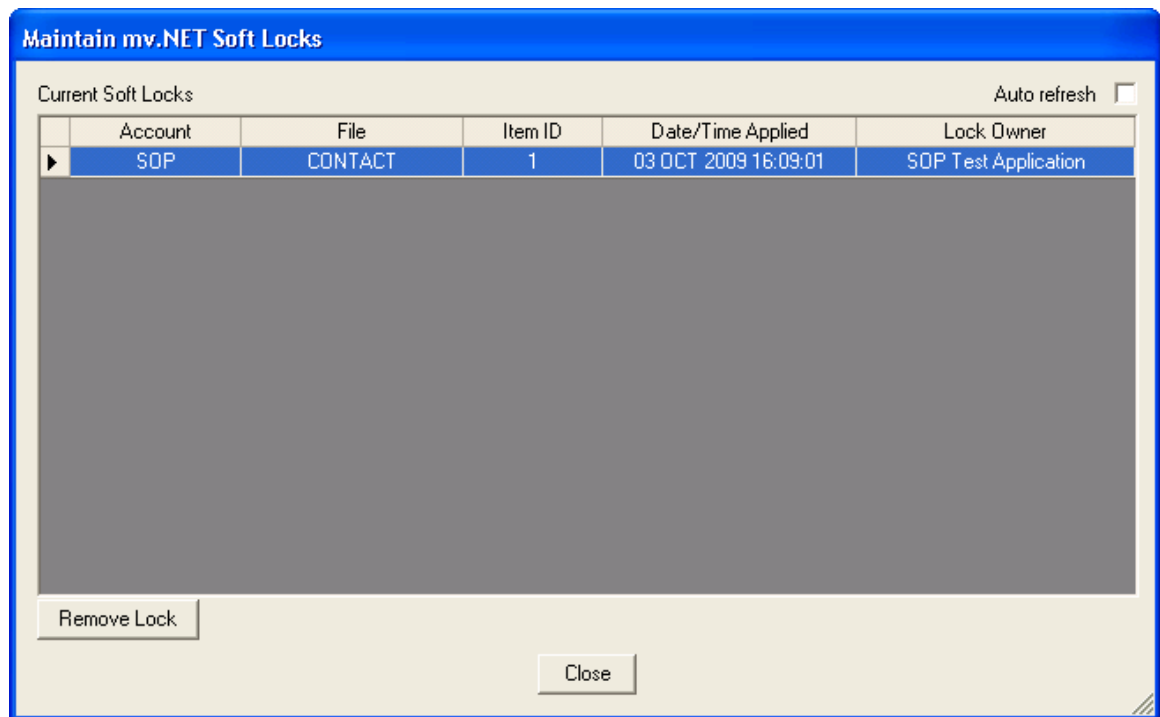 Maintain mv.NET Soft Locks
Current Soft Locks Auto refresh
Account File Item ID Date/Time Applied Lock Owner
SOP CONTACT 1 03 OCT 2009 16:09:01 SOP Test Application
Remove Lock
Close